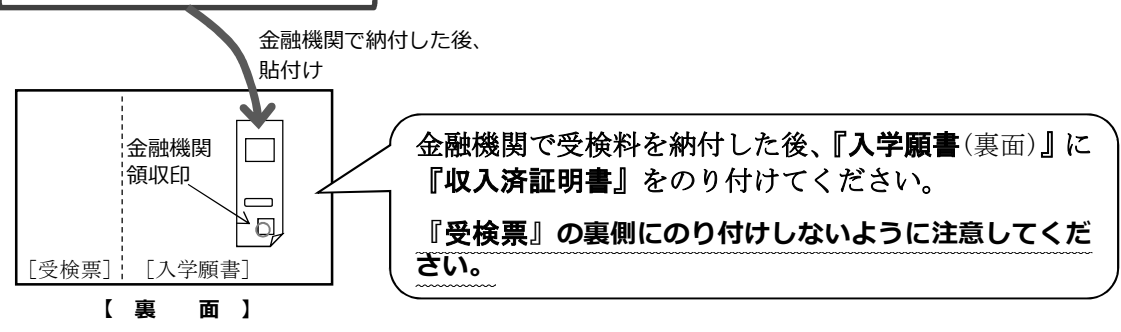 金融機関で納付した後、
貼付け
金融機関
領収印
[受検票] [入学願書]
【 裏 面 】
金融機関で受検料を納付した後、『入学願書(裏面)』に
『収入済証明書』をのり付けてください。
『受検票』の裏側にのり付けしないように注意してくだ
さい。